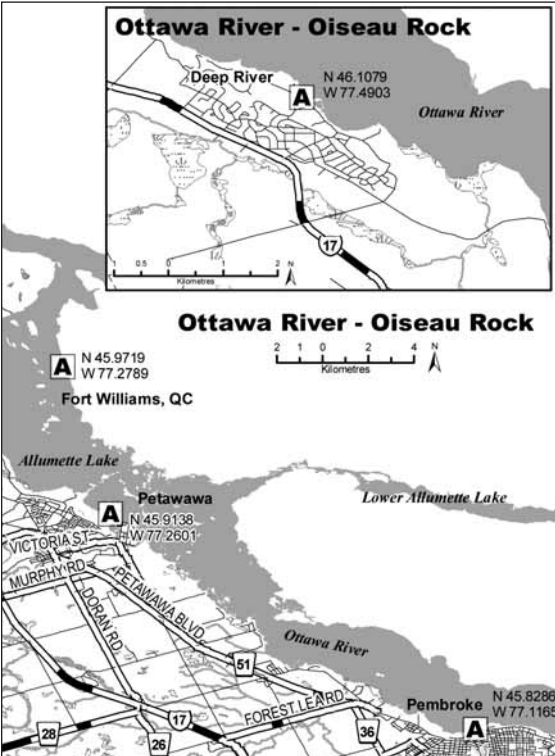 Ottawa River - Oiseau Rock
Deep River
A
N 46.1079
W 77.4903
Ottawa River
17
1 0.5 0 1 2
Kilometres
N
Ottawa River - Oiseau Rock
2 1 0 2 4
Kilometres
N
A
N 45.9719
W 77.2789
Fort Williams, QC
Allumette Lake
Petawawa
Lower Allumette Lake
A
N 45.9138
W 77.2601
VICTORIA ST
MURPHY RD
PETAWAWA BLVD
DORAN RD
Ottawa River
51
Pembroke
N 45.8286
W 77.1165
FOREST LEA RD
A
17
28
26
36